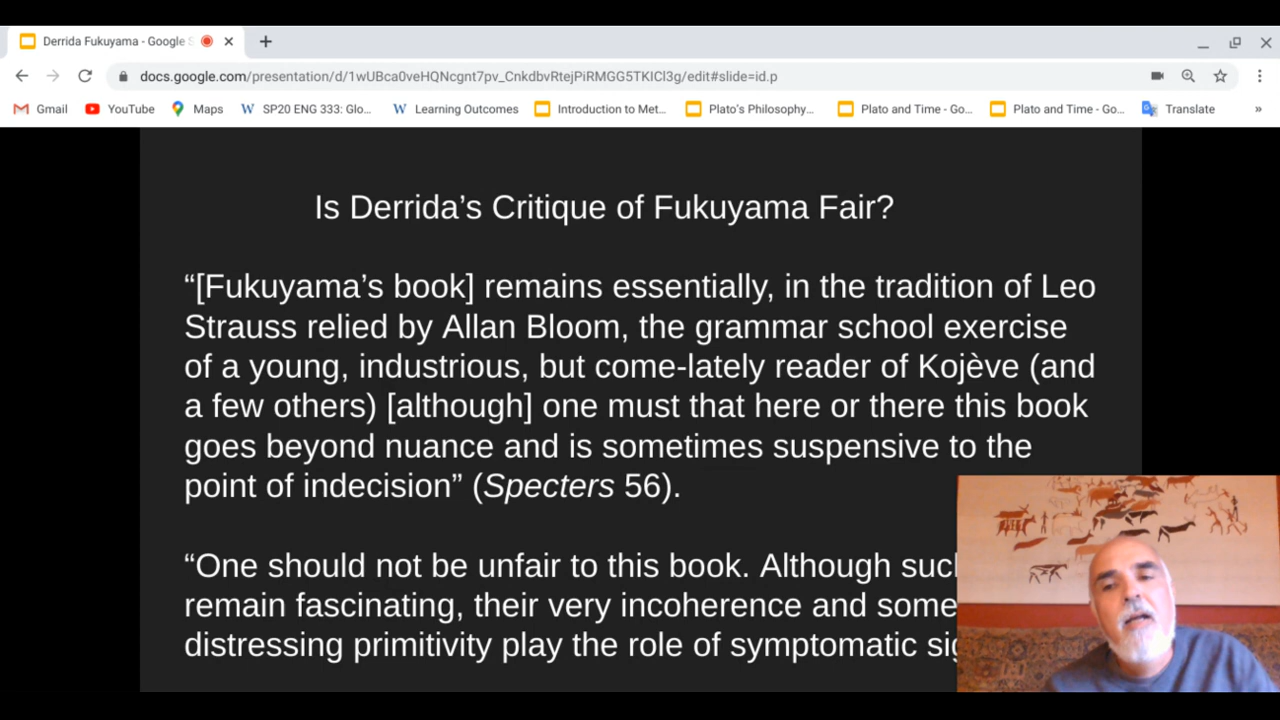 Derrida Fukuyama - Google S
docs.google.com/presentation/d/1wUBca0veHQNcgnt7pv_CnkdbvRtejPiRMGG5TKICl3g/edit#slide=id.p
Gmail YouTube Maps SP20 ENG 333: Glo... Learning Outcomes Introduction to Met... Plato's Philosophy... Plato and Time - Go... Plato and Time - Go... Translate »
Is Derrida’s Critique of Fukuyama Fair?
“[Fukuyama’s book] remains essentially, in the tradition of Leo
Strauss relied by Allan Bloom, the grammar school exercise
of a young, industrious, but come-lately reader of Kojève (and
a few others) [although] one must that here or there this book
goes beyond nuance and is sometimes suspensive to the
point of indecision” (Specters 56).
“One should not be unfair to this book. Although such
remain fascinating, their very incoherence and some
distressing primitivity play the role of symptomatic